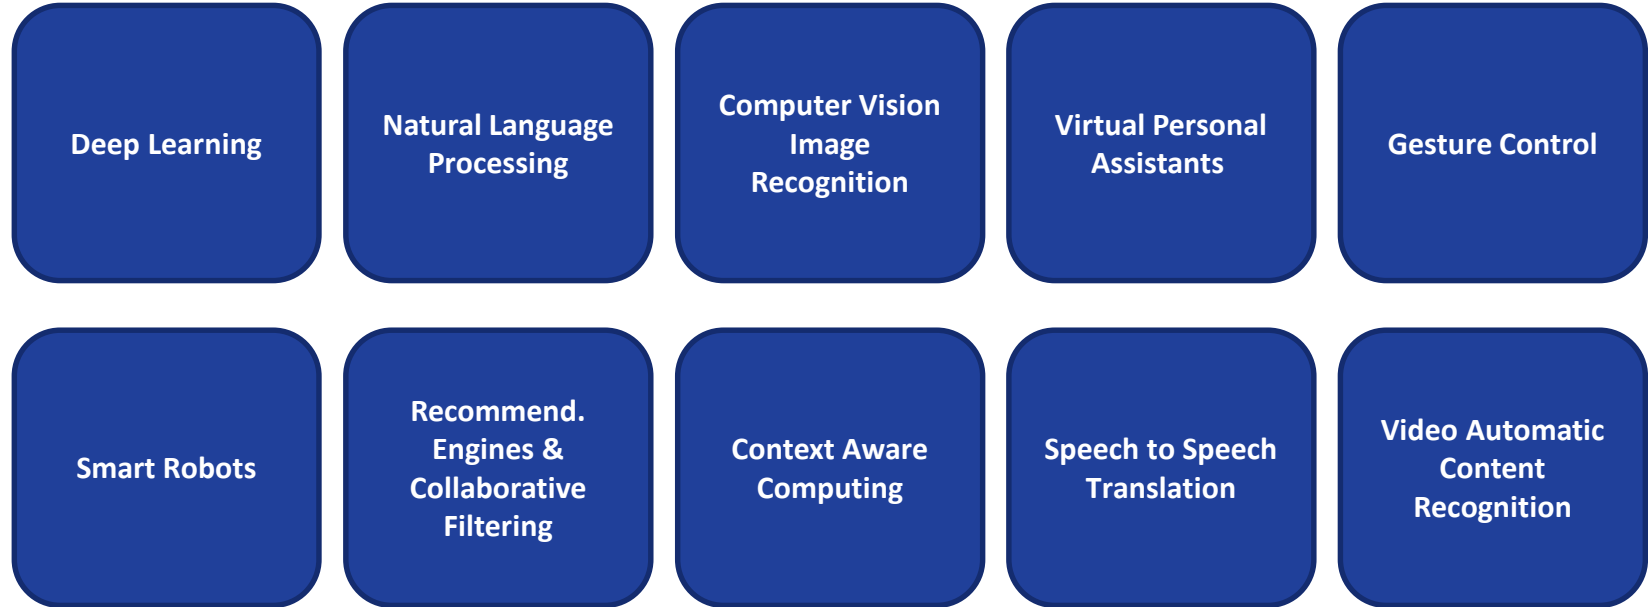 Deep Learning
Natural Language
Processing
Computer Vision
Image
Recognition
Virtual Personal
Assistants
Gesture Control
Smart Robots
Recommend.
Engines &
Collaborative
Filtering
Context Aware
Computing
Speech to Speech
Translation
Video Automatic
Content
Recognition